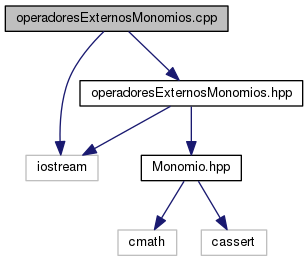 operadoresExternosMonomios.cpp
operadoresExternosMonomios.hpp
iostream
Monomio.hpp
cmath
cassert